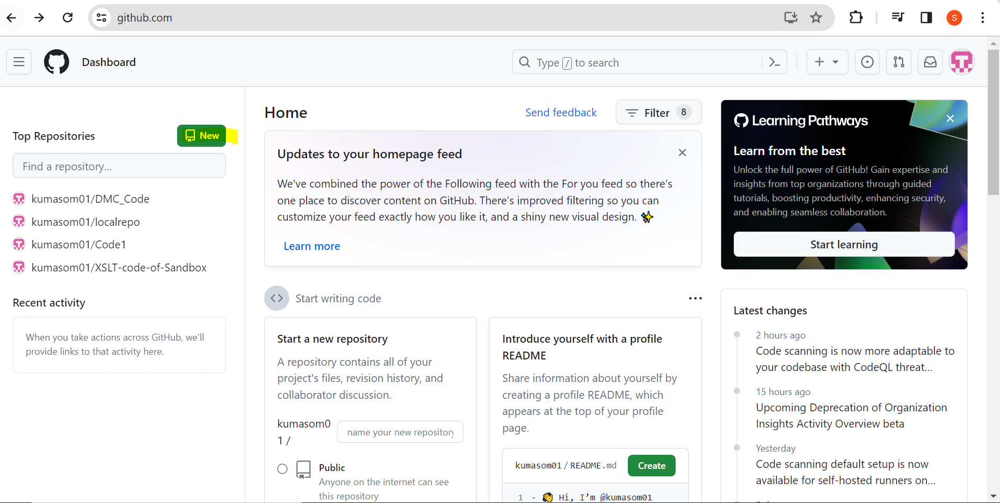 github.com
S
Dashboard
Type / to search
Top Repositories
New
Find a repository...
kumasom01/DMC_Code
kumasom01/localrepo
kumasom01/Code1
kumasom01/XSLT-code-of-Sandbox
Recent activity
When you take actions across GitHub, we’ll
provide links to that activity here.
Home
Send feedback
Filter 8
Updates to your homepage feed
We've combined the power of the Following feed with the For you feed so there’s
one place to discover content on GitHub. There’s improved filtering so you can
customize your feed exactly how you like it, and a shiny new visual design. ✨
Learn more
Start writing code
Start a new repository
A repository contains all of your
project's files, revision history, and
collaborator discussion.
kumasom0
1 /
name your new repository
Public
Anyone on the internet can see
this repository
Introduce yourself with a profile
README
Share information about yourself by
creating a profile README, which
appears at the top of your profile
page.
kumasom01 / README.md
Create
1 - 👋 Hi, I’m @kumasom01
Learning Pathways
Learn from the best
Unlock the full power of GitHub! Gain expertise and
insights from top organizations through guided
tutorials, boosting productivity, enhancing security,
and enabling seamless collaboration.
Start learning
Latest changes
2 hours ago
Code scanning is now more adaptable to
your codebase with CodeQL threat...
15 hours ago
Upcoming Deprecation of Organization
Insights Activity Overview beta
Yesterday
Code scanning default setup is now
available for self-hosted runners on...